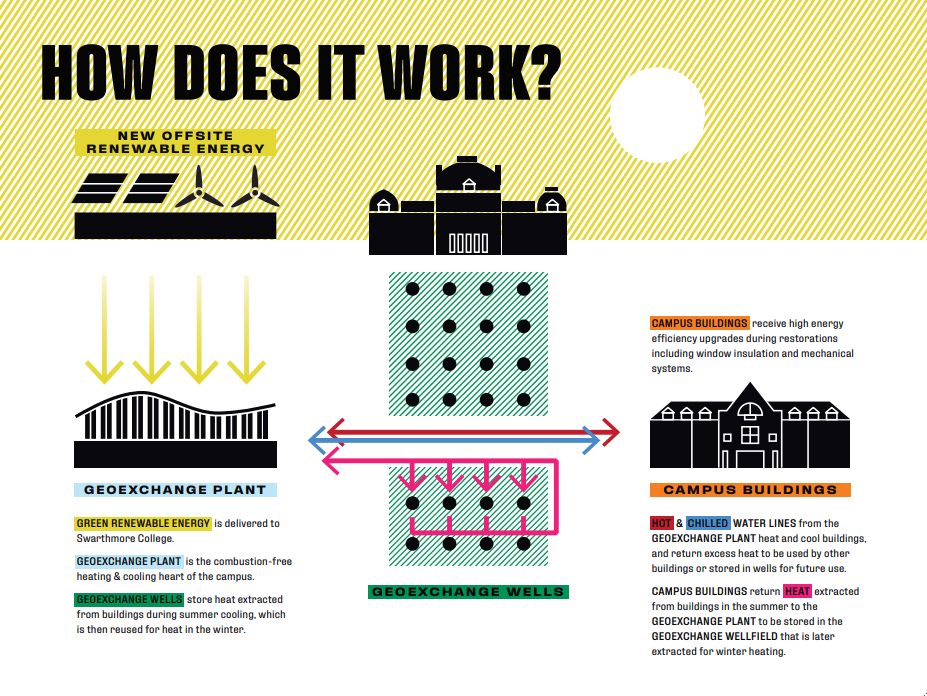 HOW DOES IT WORK?
NEW OFFSITE
RENEWABLE ENERGY
GEOEXCHANGE PLANT
GREEN RENEWABLE ENERGY is delivered to
Swarthmore College.
GEOEXCHANGE PLANT is the combustion-free
heating & cooling heart of the campus.
GEOEXCHANGE WELLS store heat extracted
from buildings during summer cooling, which
is then reused for heat in the winter.
GEOEXCHANGE WELLS
CAMPUS BUILDINGS receive high energy
efficiency upgrades during restorations
including window insulation and mechanical
systems.
CAMPUS BUILDINGS
HOT & CHILLED WATER LINES from the
GEOEXCHANGE PLANT heat and cool buildings,
and return excess heat to be used by other
buildings or stored in wells for future use.
CAMPUS BUILDINGS return HEAT extracted
from buildings in the summer to the
GEOEXCHANGE PLANT to be stored in the
GEOEXCHANGE WELLFIELD that is later
extracted for winter heating.